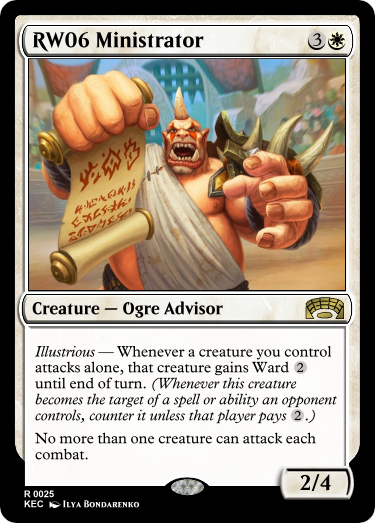 RW06 Ministrator 3
Creature — Ogre Advisor
Illustrious — Whenever a creature you control
attacks alone, that creature gains Ward 2
until end of turn. (Whenever this creature
becomes the target of a spell or ability an opponent
controls, counter it unless that player pays 2.)
No more than one creature can attack each
combat.
2/4
R 0025
KEC Ilya Bondarenko